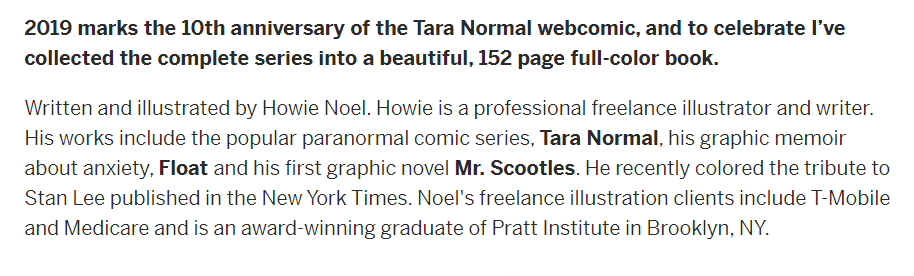 2019 marks the 10th anniversary of the Tara Normal webcomic, and to celebrate I’ve
collected the complete series into a beautiful, 152 page full-color book.
Written and illustrated by Howie Noel. Howie is a professional freelance illustrator and writer.
His works include the popular paranormal comic series, Tara Normal, his graphic memoir
about anxiety, Float and his first graphic novel Mr. Scootles. He recently colored the tribute to
Stan Lee published in the New York Times. Noel's freelance illustration clients include T-Mobile
and Medicare and is an award-winning graduate of Pratt Institute in Brooklyn, NY.